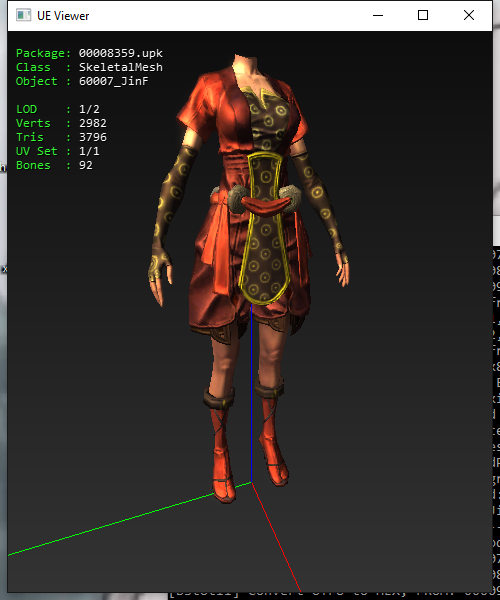 UE Viewer
Package: 00008359.upk
Class : SkeletalMesh
Object : 60007_JinF
LOD : 1/2
Verts : 2982
Tris : 3796
UV Set : 1/1
Bones : 92